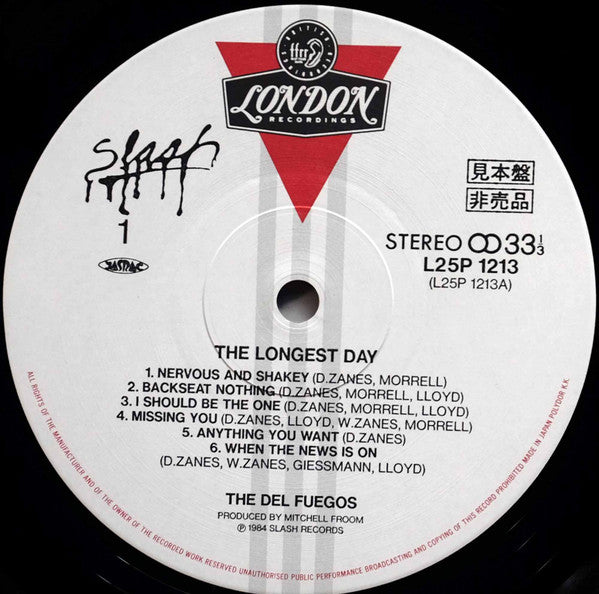 BRITISH RECORDINGS
ffrr
LONDON
RECORDINGS
slash
1
JASRAC
見本盤
非売品
STEREO 33 1/3
L25P 1213
(L25P 1213A)
THE LONGEST DAY
1. NERVOUS AND SHAKEY (D.ZANES, MORRELL)
2. BACKSEAT NOTHING (D.ZANES, MORRELL, LLOYD)
3. I SHOULD BE THE ONE (D.ZANES, MORRELL, LLOYD)
4. MISSING YOU (D.ZANES, LLOYD, W.ZANES, MORRELL)
5. ANYTHING YOU WANT (D.ZANES)
6. WHEN THE NEWS IS ON
(D.ZANES, W.ZANES, GIESSMANN, LLOYD)
THE DEL FUEGOS
PRODUCED BY MITCHELL FROOM
℗ 1984 SLASH RECORDS
ALL RIGHTS OF THE MANUFACTURER AND OF THE OWNER OF THE RECORDED WORK RESERVED UNAUTHORISED PUBLIC PERFORMANCE BROADCASTING AND COPYING OF THIS RECORD PROHIBITED MADE IN JAPAN POLYDOR K.K.